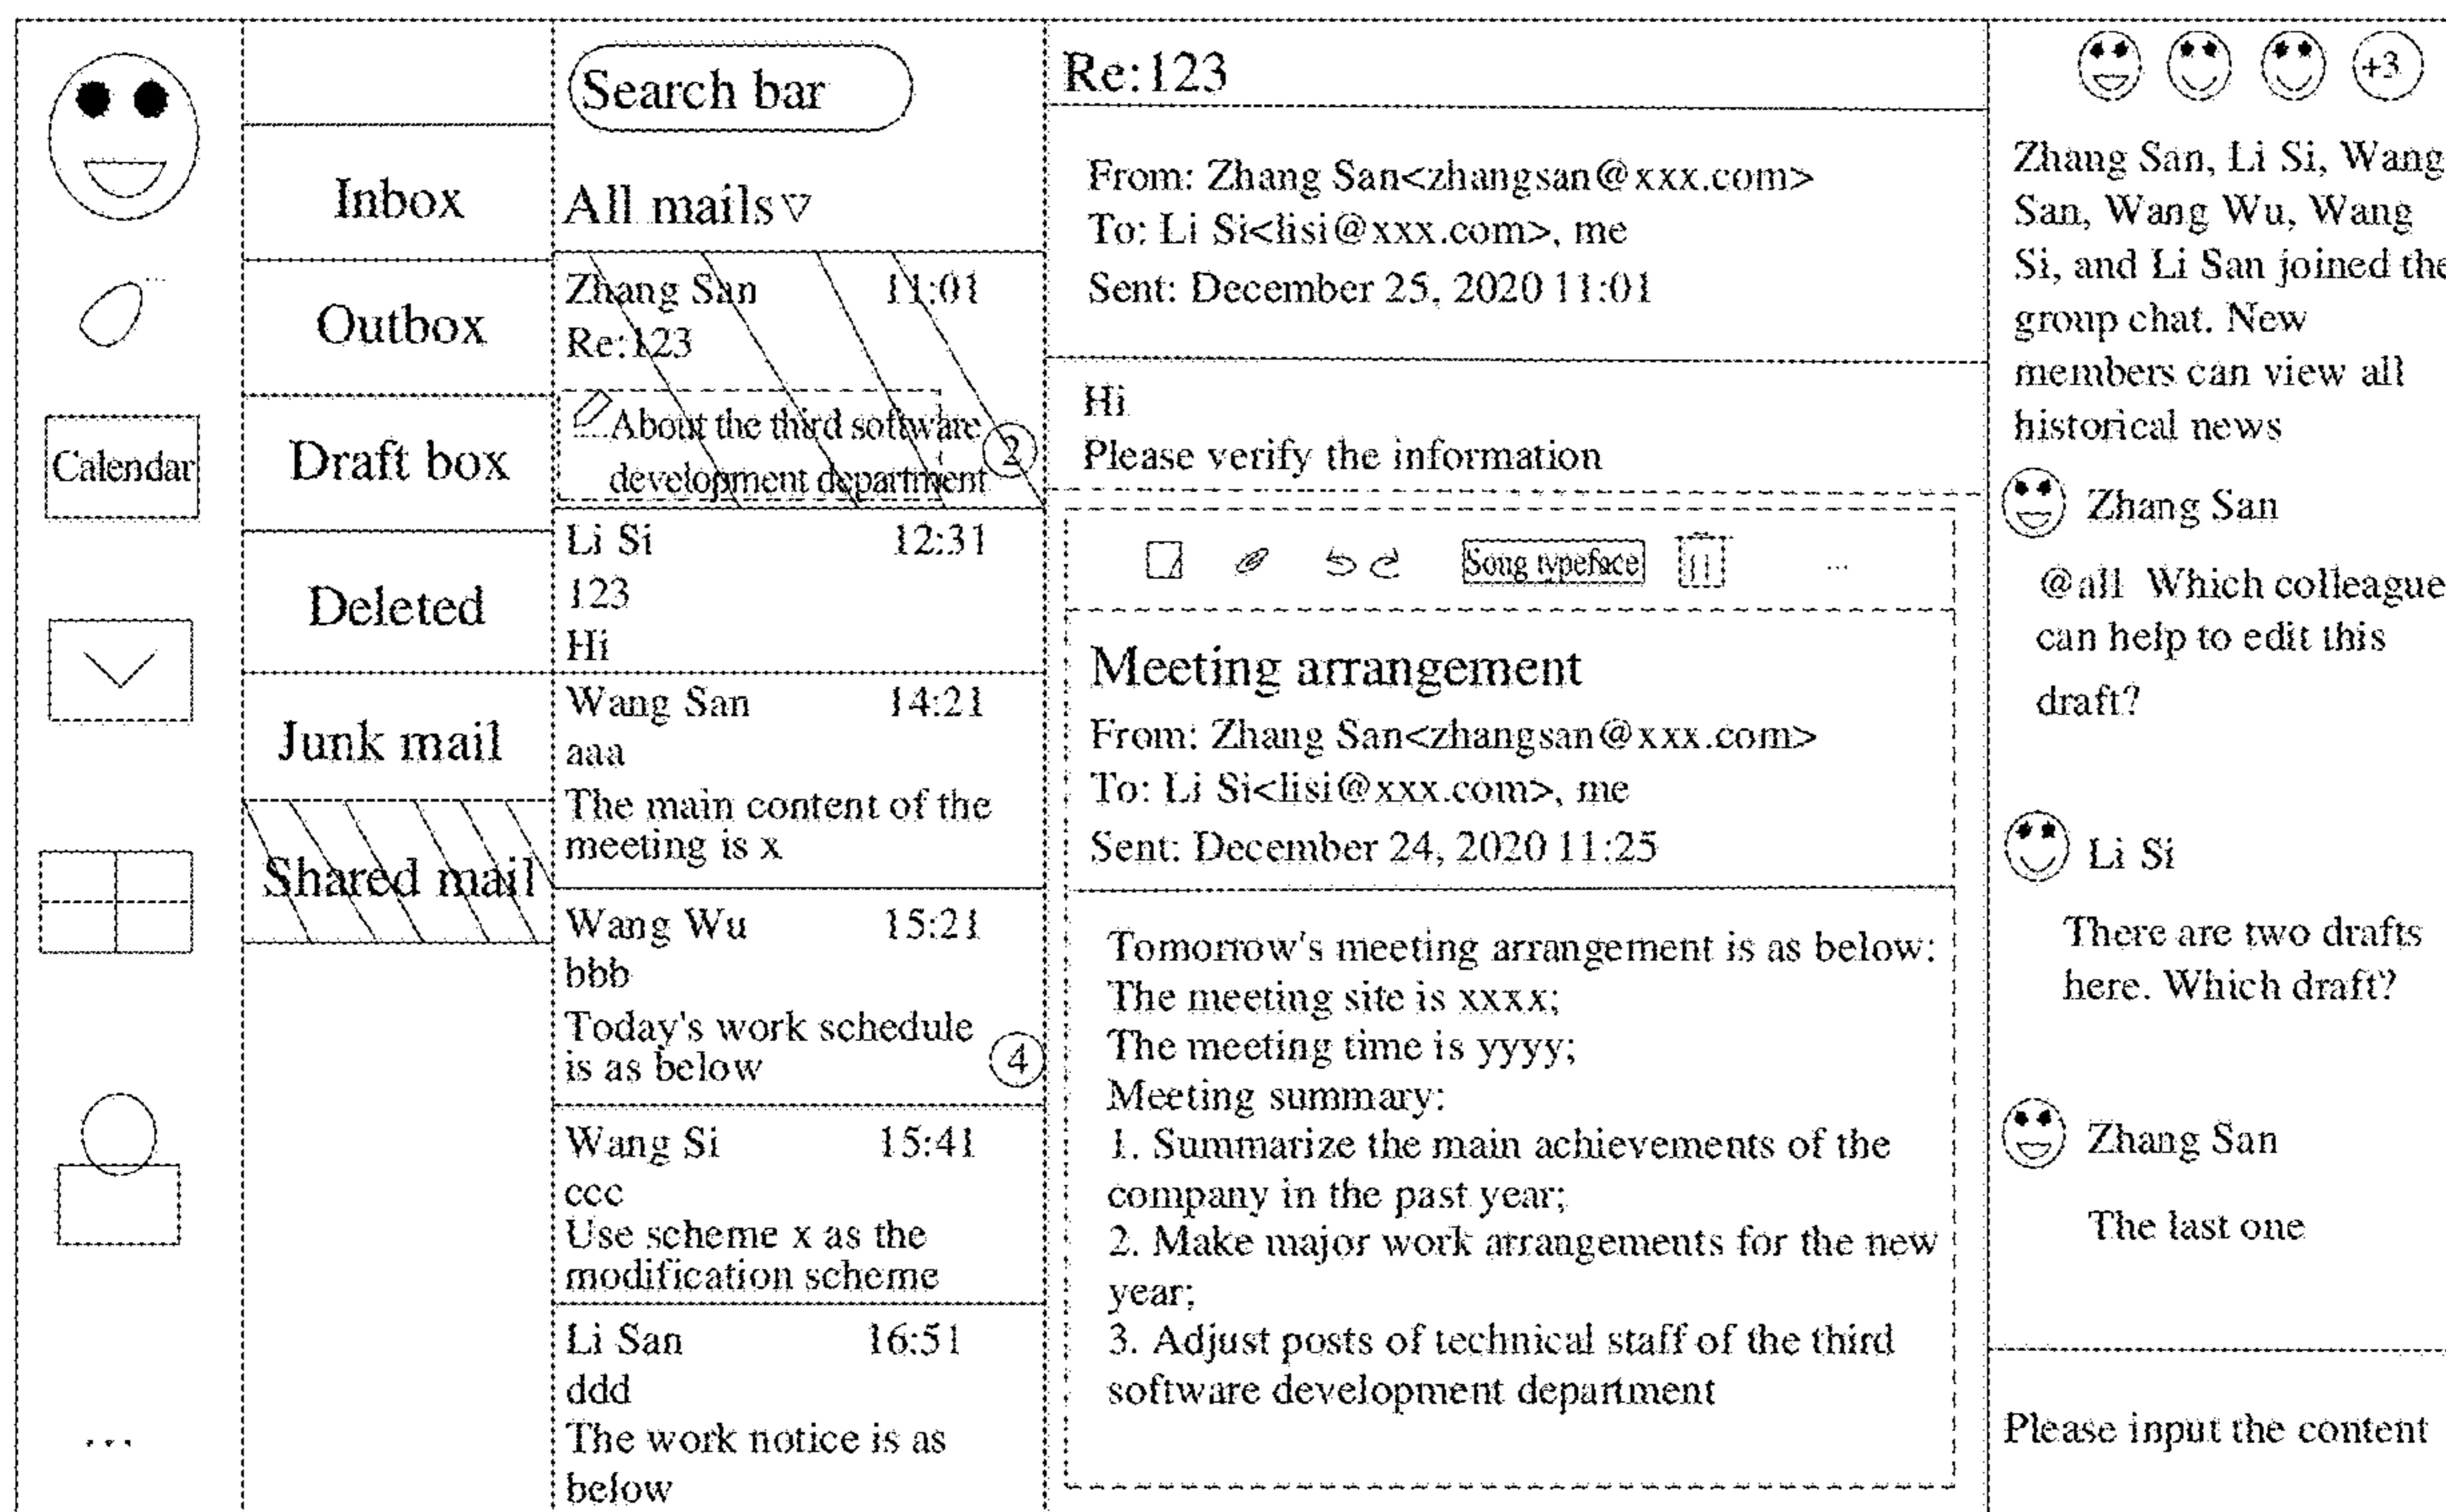 Calendar
...
Inbox
Outbox
Draft box
Deleted
Junk mail
Shared mail
Search bar
All mails
Zhang San 11:01
Re:123
About the third software
development department
2
Li Si 12:31
123
Hi
Wang San 14:21
aaa
The main content of the
meeting is x
Wang Wu 15:21
bbb
Today's work schedule
is as below
4
Wang Si 15:41
ccc
Use scheme x as the
modification scheme
Li San 16:51
ddd
The work notice is as
below
Re:123
From: Zhang San<zhangsan@xxx.com>
To: Li Si<lisi@xxx.com>, me
Sent: December 25, 2020 11:01
Hi
Please verify the information
Song typeface
...
Meeting arrangement
From: Zhang San<zhangsan@xxx.com>
To: Li Si<lisi@xxx.com>, me
Sent: December 24, 2020 11:25
Tomorrow's meeting arrangement is as below:
The meeting site is xxxx;
The meeting time is yyyy;
Meeting summary:
1. Summarize the main achievements of the
company in the past year;
2. Make major work arrangements for the new
year;
3. Adjust posts of technical staff of the third
software development department
+3
Zhang San, Li Si, Wang
San, Wang Wu, Wang
Si, and Li San joined the
group chat. New
members can view all
historical news
Zhang San
@all Which colleague
can help to edit this
draft?
Li Si
There are two drafts
here. Which draft?
Zhang San
The last one
Please input the content